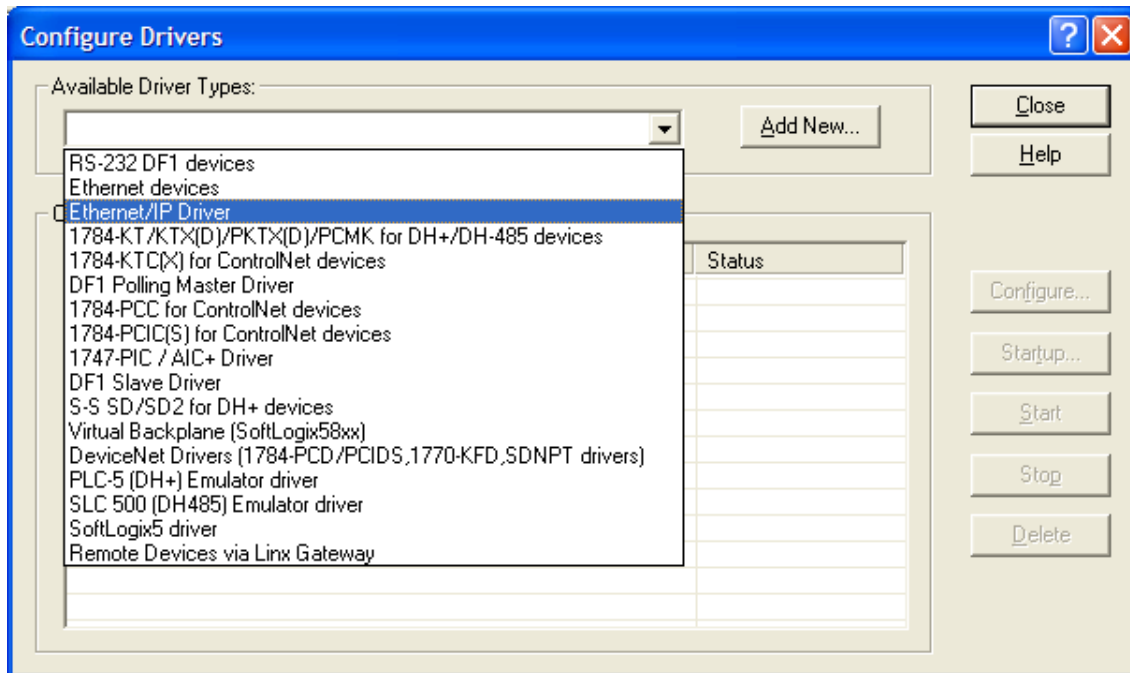 Configure Drivers
Available Driver Types:
Add New...
Close
Help
RS-232 DF1 devices
Ethernet devices
Ethernet/IP Driver
1784-KT/KTX(D)/PKTX(D)/PCMK for DH+/DH-485 devices
1784-KTC(X) for ControlNet devices
DF1 Polling Master Driver
1784-PCC for ControlNet devices
1784-PCIC(S) for ControlNet devices
1747-PIC / AIC+ Driver
DF1 Slave Driver
S-S SD/SD2 for DH+ devices
Virtual Backplane (SoftLogix58xx)
DeviceNet Drivers (1784-PCD/PCIDS,1770-KFD,SDNPT drivers)
PLC-5 (DH+) Emulator driver
SLC 500 (DH485) Emulator driver
SoftLogix5 driver
Remote Devices via Linx Gateway
Status
Configure...
Startup...
Start
Stop
Delete